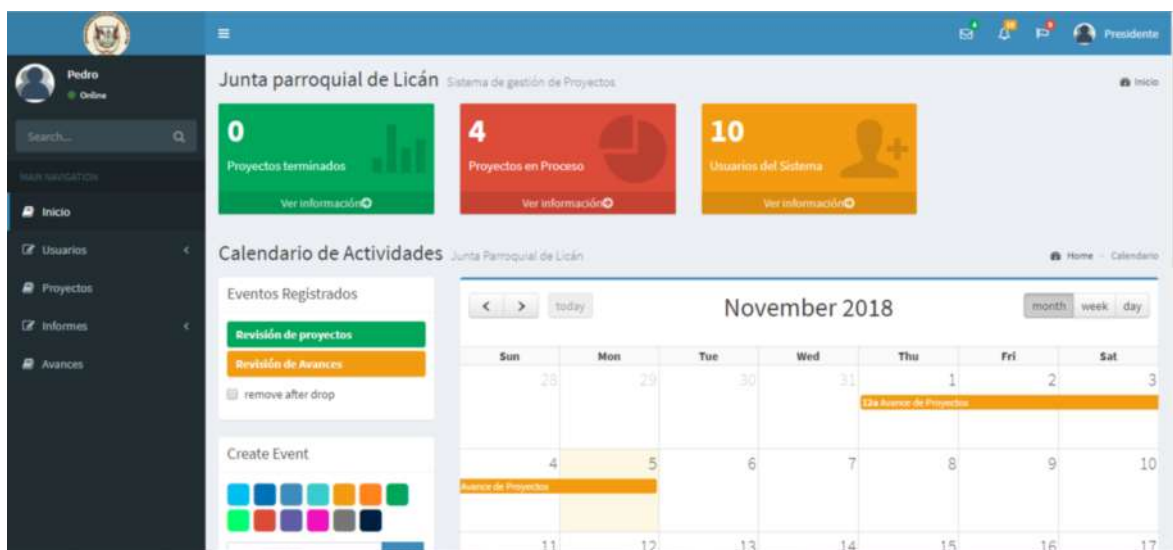 Presidente
Pedro
Online
Search...
MAIN NAVIGATION
Inicio
Usuarios
Proyectos
Informes
Avances
Junta parroquial de Licán Sistema de gestión de Proyectos
Inicio
0
Proyectos terminados
Ver información
4
Proyectos en Proceso
Ver información
10
Usuarios del Sistema
Ver información
Calendario de Actividades Junta Parroquial de Licán
Home - Calendario
Eventos Registrados
Revisión de proyectos
Revisión de Avances
remove after drop
Create Event
today
November 2018
month week day
Sun Mon Tue Wed Thu Fri Sat
28 29 30 31 1 2 3
12a Avance de Proyectos
4 5 6 7 8 9 10
Avance de Proyectos
11 12 13 14 15 16 17